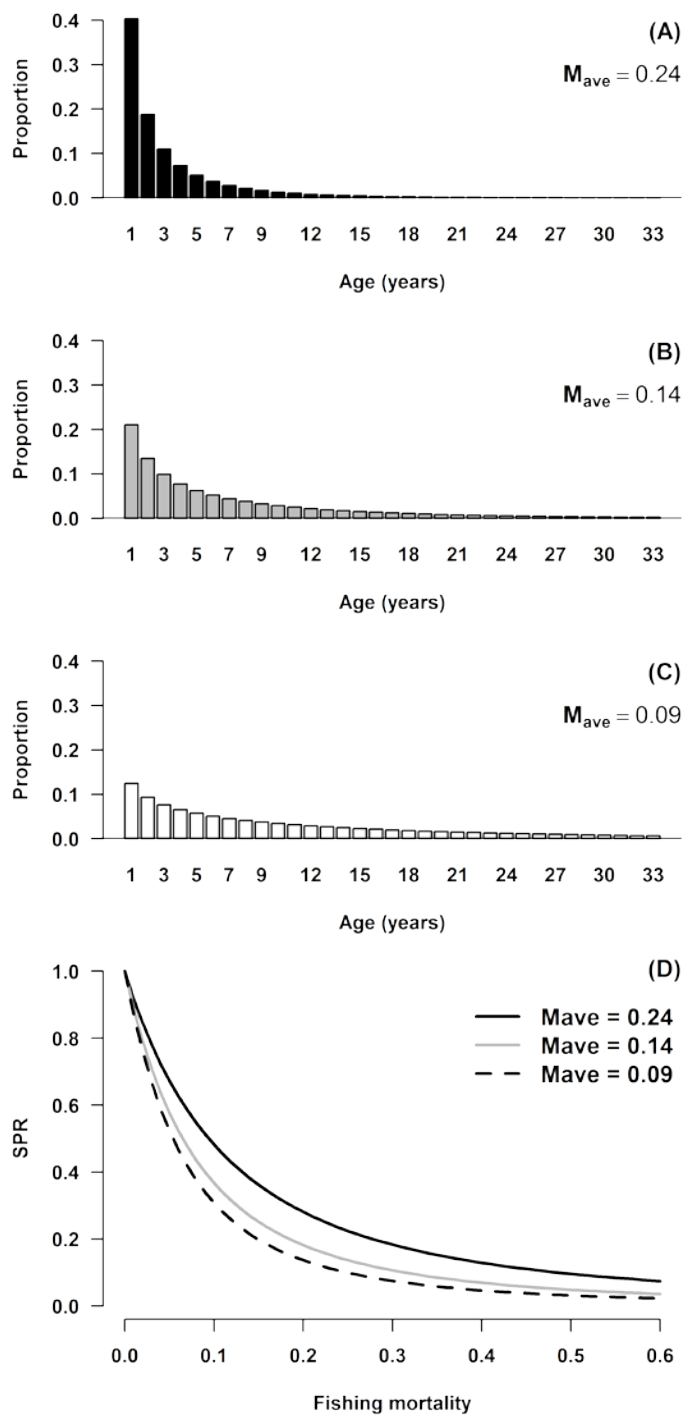 (A)
Mave = 0.24
Proportion
0.4
0.3
0.2
0.1
0.0
1 3 5 7 9 12 15 18 21 24 27 30 33
Age (years)
(B)
Mave = 0.14
Proportion
0.4
0.3
0.2
0.1
0.0
1 3 5 7 9 12 15 18 21 24 27 30 33
Age (years)
(C)
Mave = 0.09
Proportion
0.4
0.3
0.2
0.1
0.0
1 3 5 7 9 12 15 18 21 24 27 30 33
Age (years)
(D)
Mave = 0.24
Mave = 0.14
Mave = 0.09
SPR
1.0
0.8
0.6
0.4
0.2
0.0
0.0 0.1 0.2 0.3 0.4 0.5 0.6
Fishing mortality